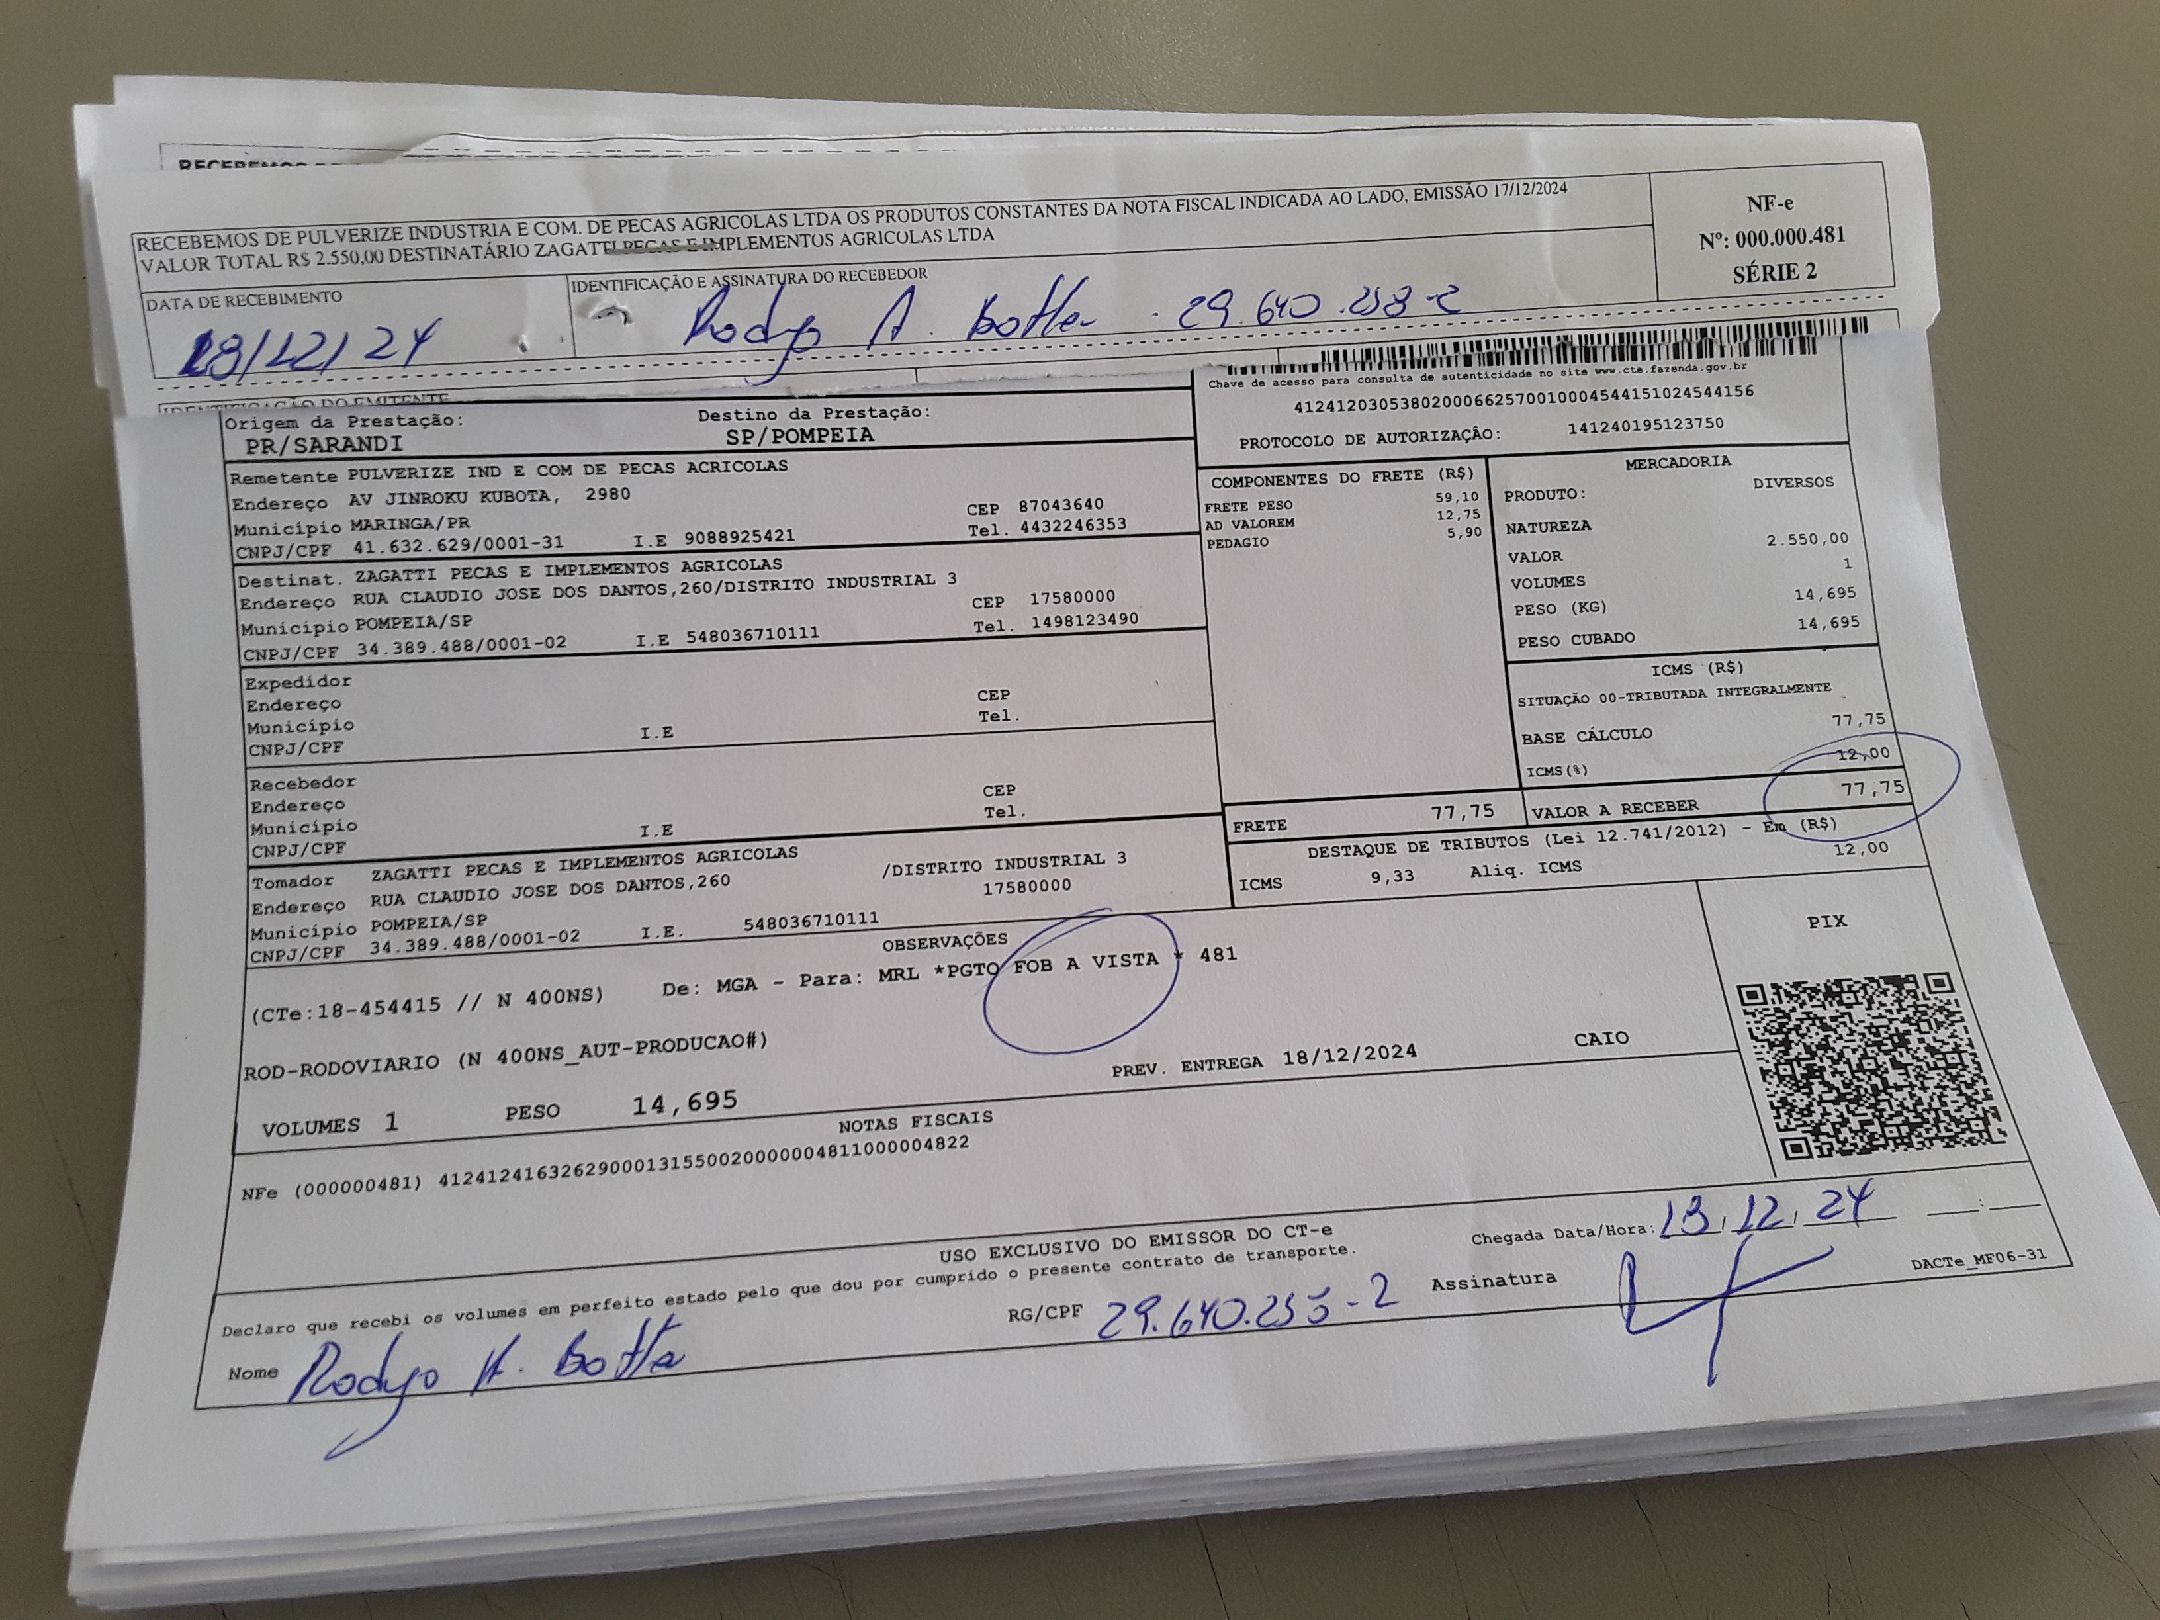 RECEBEMOS DE PULVERIZE INDUSTRIA E COM. DE PECAS AGRICOLAS LTDA OS PRODUTOS CONSTANTES DA NOTA FISCAL INDICADA AO LADO, EMISSÃO 17/12/2024
VALOR TOTAL R$ 2.550,00 DESTINATÁRIO ZAGATTI PECAS E IMPLEMENTOS AGRICOLAS LTDA
NF-e
Nº: 000.000.481
SÉRIE 2
DATA DE RECEBIMENTO
18/12/24
IDENTIFICAÇÃO E ASSINATURA DO RECEBEDOR
Rodygo A. Botta
IDENTIFICAÇÃO DO EMITENTE
Chave de acesso para consulta de autenticidade no site www.cte.fazenda.gov.br
41241203053802000662570010004544151024544156
PROTOCOLO DE AUTORIZAÇÃO: 141240195123750
Origem da Prestação: Destino da Prestação:
PR/SARANDI SP/POMPEIA
Remetente PULVERIZE IND E COM DE PECAS ACRICOLAS
Endereço AV JINROKU KUBOTA, 2980 CEP 87043640
Município MARINGA/PR Tel. 4432246353
CNPJ/CPF 41.632.629/0001-31 I.E 9088925421
Destinat. ZAGATTI PECAS E IMPLEMENTOS AGRICOLAS
Endereço RUA CLAUDIO JOSE DOS DANTOS,260/DISTRITO INDUSTRIAL 3
Município POMPEIA/SP CEP 17580000
CNPJ/CPF 34.389.488/0001-02 I.E 548036710111 Tel. 1498123490
Expedidor
Endereço CEP
Município Tel.
CNPJ/CPF I.E
Recebedor
Endereço CEP
Município Tel.
CNPJ/CPF I.E
Tomador ZAGATTI PECAS E IMPLEMENTOS AGRICOLAS
Endereço RUA CLAUDIO JOSE DOS DANTOS,260 /DISTRITO INDUSTRIAL 3
Município POMPEIA/SP 17580000
CNPJ/CPF 34.389.488/0001-02 I.E. 548036710111
COMPONENTES DO FRETE (R$)
FRETE PESO 59,10
AD VALOREM 12,75
PEDAGIO 5,90
MERCADORIA
PRODUTO: DIVERSOS
NATUREZA
VALOR 2.550,00
VOLUMES 1
PESO (KG) 14,695
PESO CUBADO 14,695
ICMS (R$)
SITUAÇÃO 00-TRIBUTADA INTEGRALMENTE
BASE CÁLCULO 77,75
ICMS(%) 12,00
FRETE 77,75 VALOR A RECEBER 77,75
DESTAQUE DE TRIBUTOS (Lei 12.741/2012) - Em (R$)
ICMS 9,33 Aliq. ICMS 12,00
OBSERVAÇÕES
(CTe:18-454415 // N 400NS) De: MGA - Para: MRL *PGTO FOB A VISTA * 481
ROD-RODOVIARIO (N 400NS_AUT-PRODUCAO#)
PREV. ENTREGA 18/12/2024 CAIO
VOLUMES 1 PESO 14,695
PIX
NOTAS FISCAIS
NFe (000000481) 41241241632629000131550020000004811000004822
USO EXCLUSIVO DO EMISSOR DO CT-e
Declaro que recebi os volumes em perfeito estado pelo que dou por cumprido o presente contrato de transporte.
Chegada Data/Hora: 18/12/24
Nome Rodygo A. Botta RG/CPF Assinatura
DACTe_MF06-31